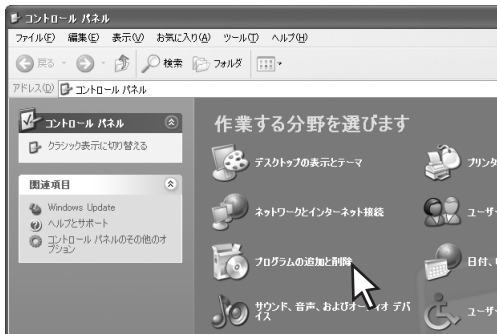 コントロール パネル
ファイル(F) 編集(E) 表示(V) お気に入り(A) ツール(T) ヘルプ(H)
戻る 検索 フォルダ
アドレス(D) コントロール パネル
コントロール パネル
クラシック表示に切り替える
関連項目
Windows Update
ヘルプとサポート
コントロール パネルのその他のオ
プション
作業する分野を選びます
デスクトップの表示とテーマ
プリンタ
ネットワークとインターネット接続
ユーザー
プログラムの追加と削除
日付、
サウンド、音声、およびオーディオ デバ
イス
ユーザー